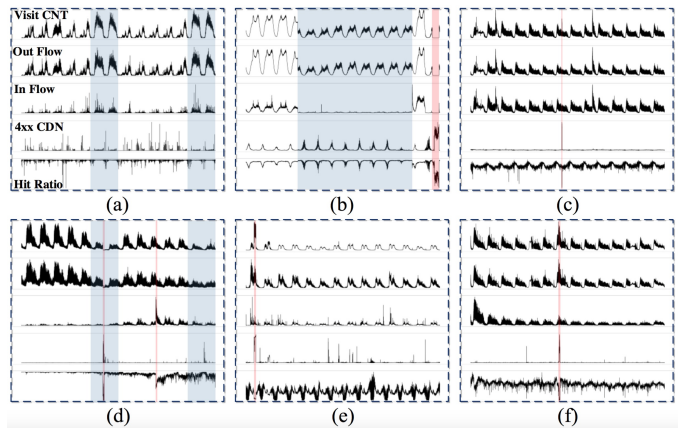 Visit CNT
Out Flow
In Flow
4xx CDN
Hit Ratio
(a)
(b)
(c)
(d)
(e)
(f)